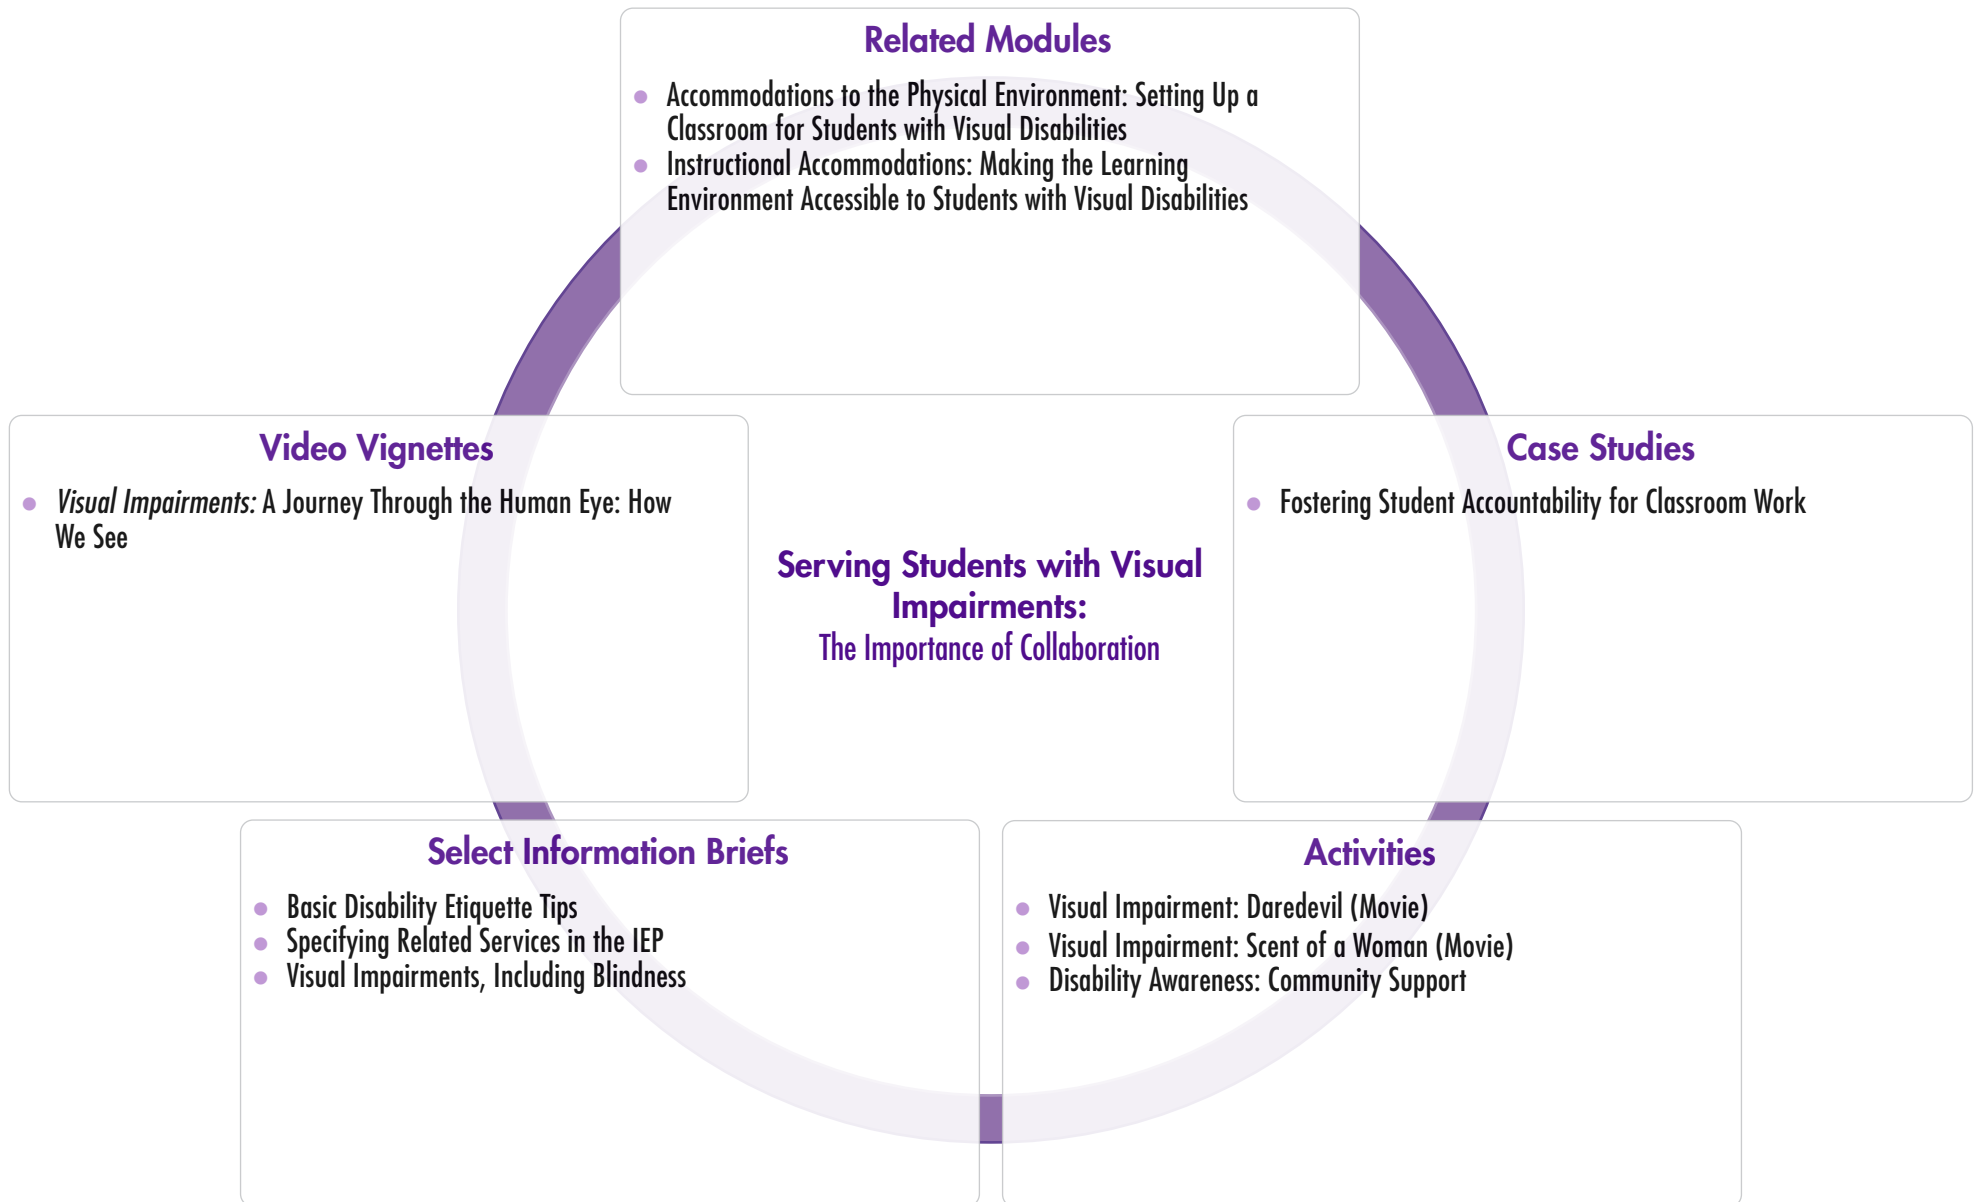 Related Modules
Accommodations to the Physical Environment: Setting Up a
Classroom for Students with Visual Disabilities
Instructional Accommodations: Making the Learning
Environment Accessible to Students with Visual Disabilities
Video Vignettes
Visual Impairments: A Journey Through the Human Eye: How
We See
Serving Students with Visual
Impairments:
The Importance of Collaboration
Case Studies
Fostering Student Accountability for Classroom Work
Select Information Briefs
Basic Disability Etiquette Tips
Specifying Related Services in the IEP
Visual Impairments, Including Blindness
Activities
Visual Impairment: Daredevil (Movie)
Visual Impairment: Scent of a Woman (Movie)
Disability Awareness: Community Support